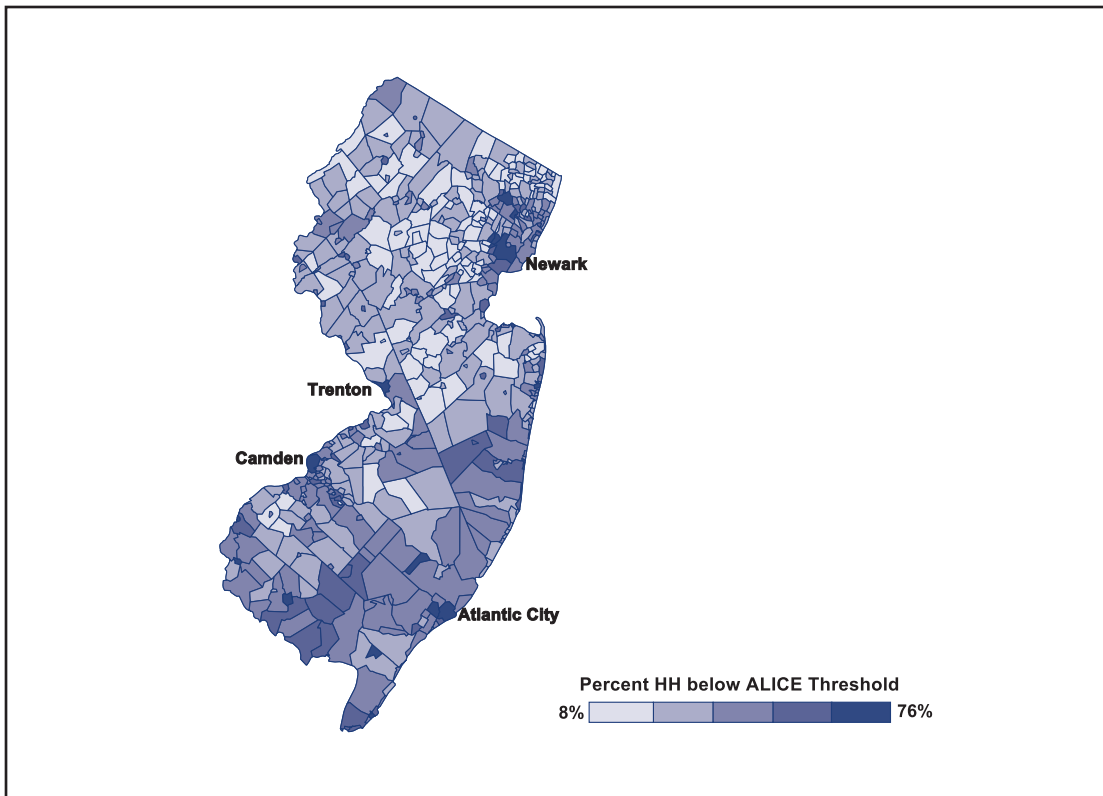 Newark
Trenton
Camden
Atlantic City
Percent HH below ALICE Threshold
8% 76%